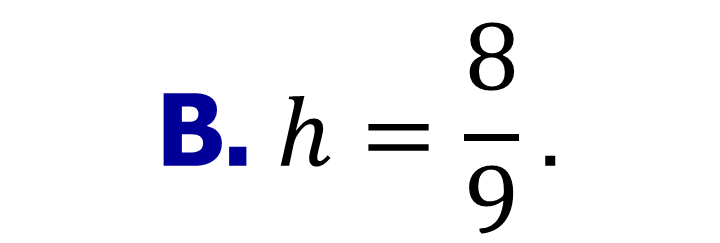 B. h = 8/9.